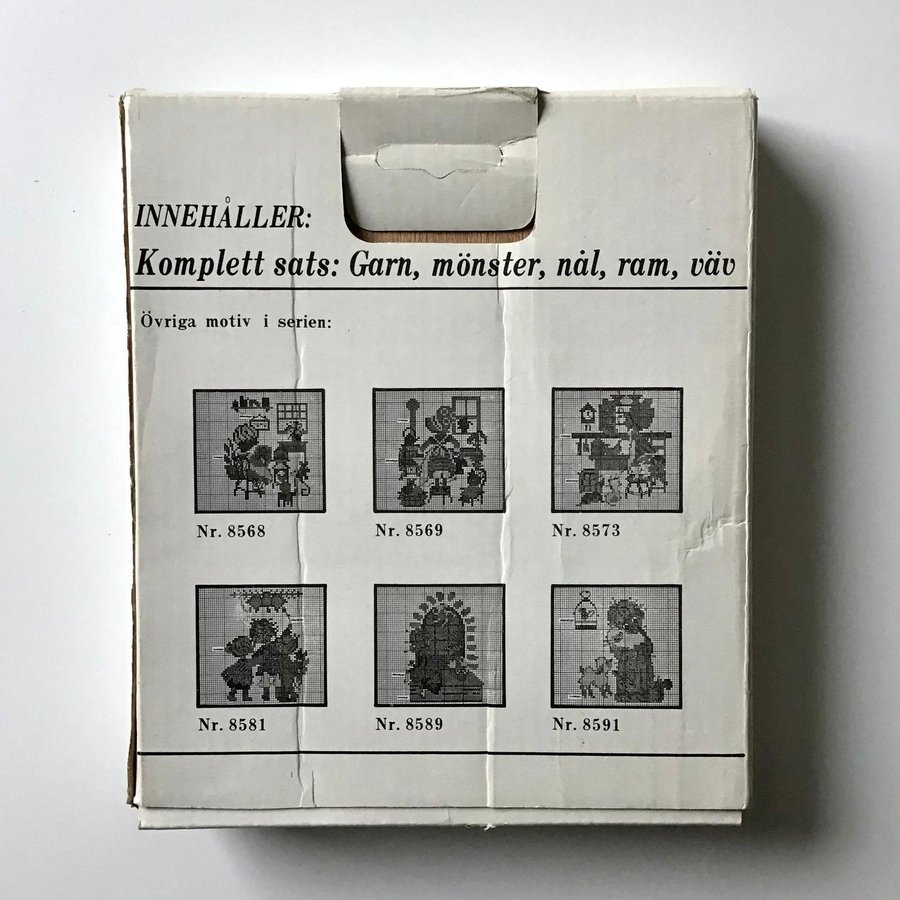 INNEHÅLLER:
Komplett sats: Garn, mönster, nål, ram, väv
Övriga motiv i serien:
Nr. 8568 Nr. 8569 Nr. 8573
Nr. 8581 Nr. 8589 Nr. 8591